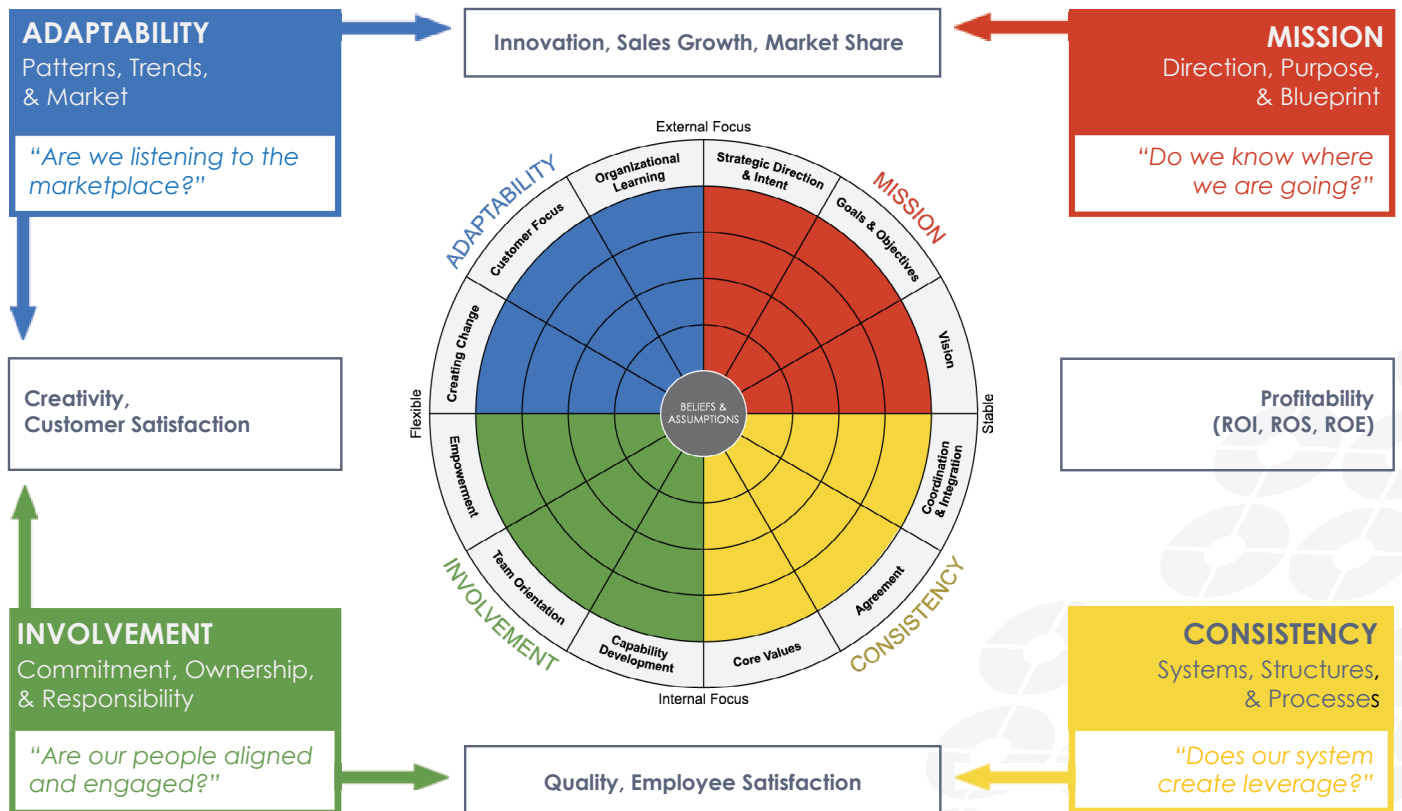 ADAPTABILITY
Patterns, Trends,
& Market
“Are we listening to the
marketplace?”
Innovation, Sales Growth, Market Share
MISSION
Direction, Purpose,
& Blueprint
“Do we know where
we are going?”
External Focus
ADAPTABILITY
MISSION
Organizational
Learning
Strategic Direction
& Intent
Customer Focus
Goals & Objectives
Creating Change
Vision
Creativity,
Customer Satisfaction
Flexible
BELIEFS &
ASSUMPTIONS
Stable
Profitability
(ROI, ROS, ROE)
Empowerment
Coordination
& Integration
Team Orientation
Agreement
Capability
Development
Core Values
INVOLVEMENT
CONSISTENCY
Internal Focus
INVOLVEMENT
Commitment, Ownership,
& Responsibility
“Are our people aligned
and engaged?”
Quality, Employee Satisfaction
CONSISTENCY
Systems, Structures,
& Processes
“Does our system
create leverage?”